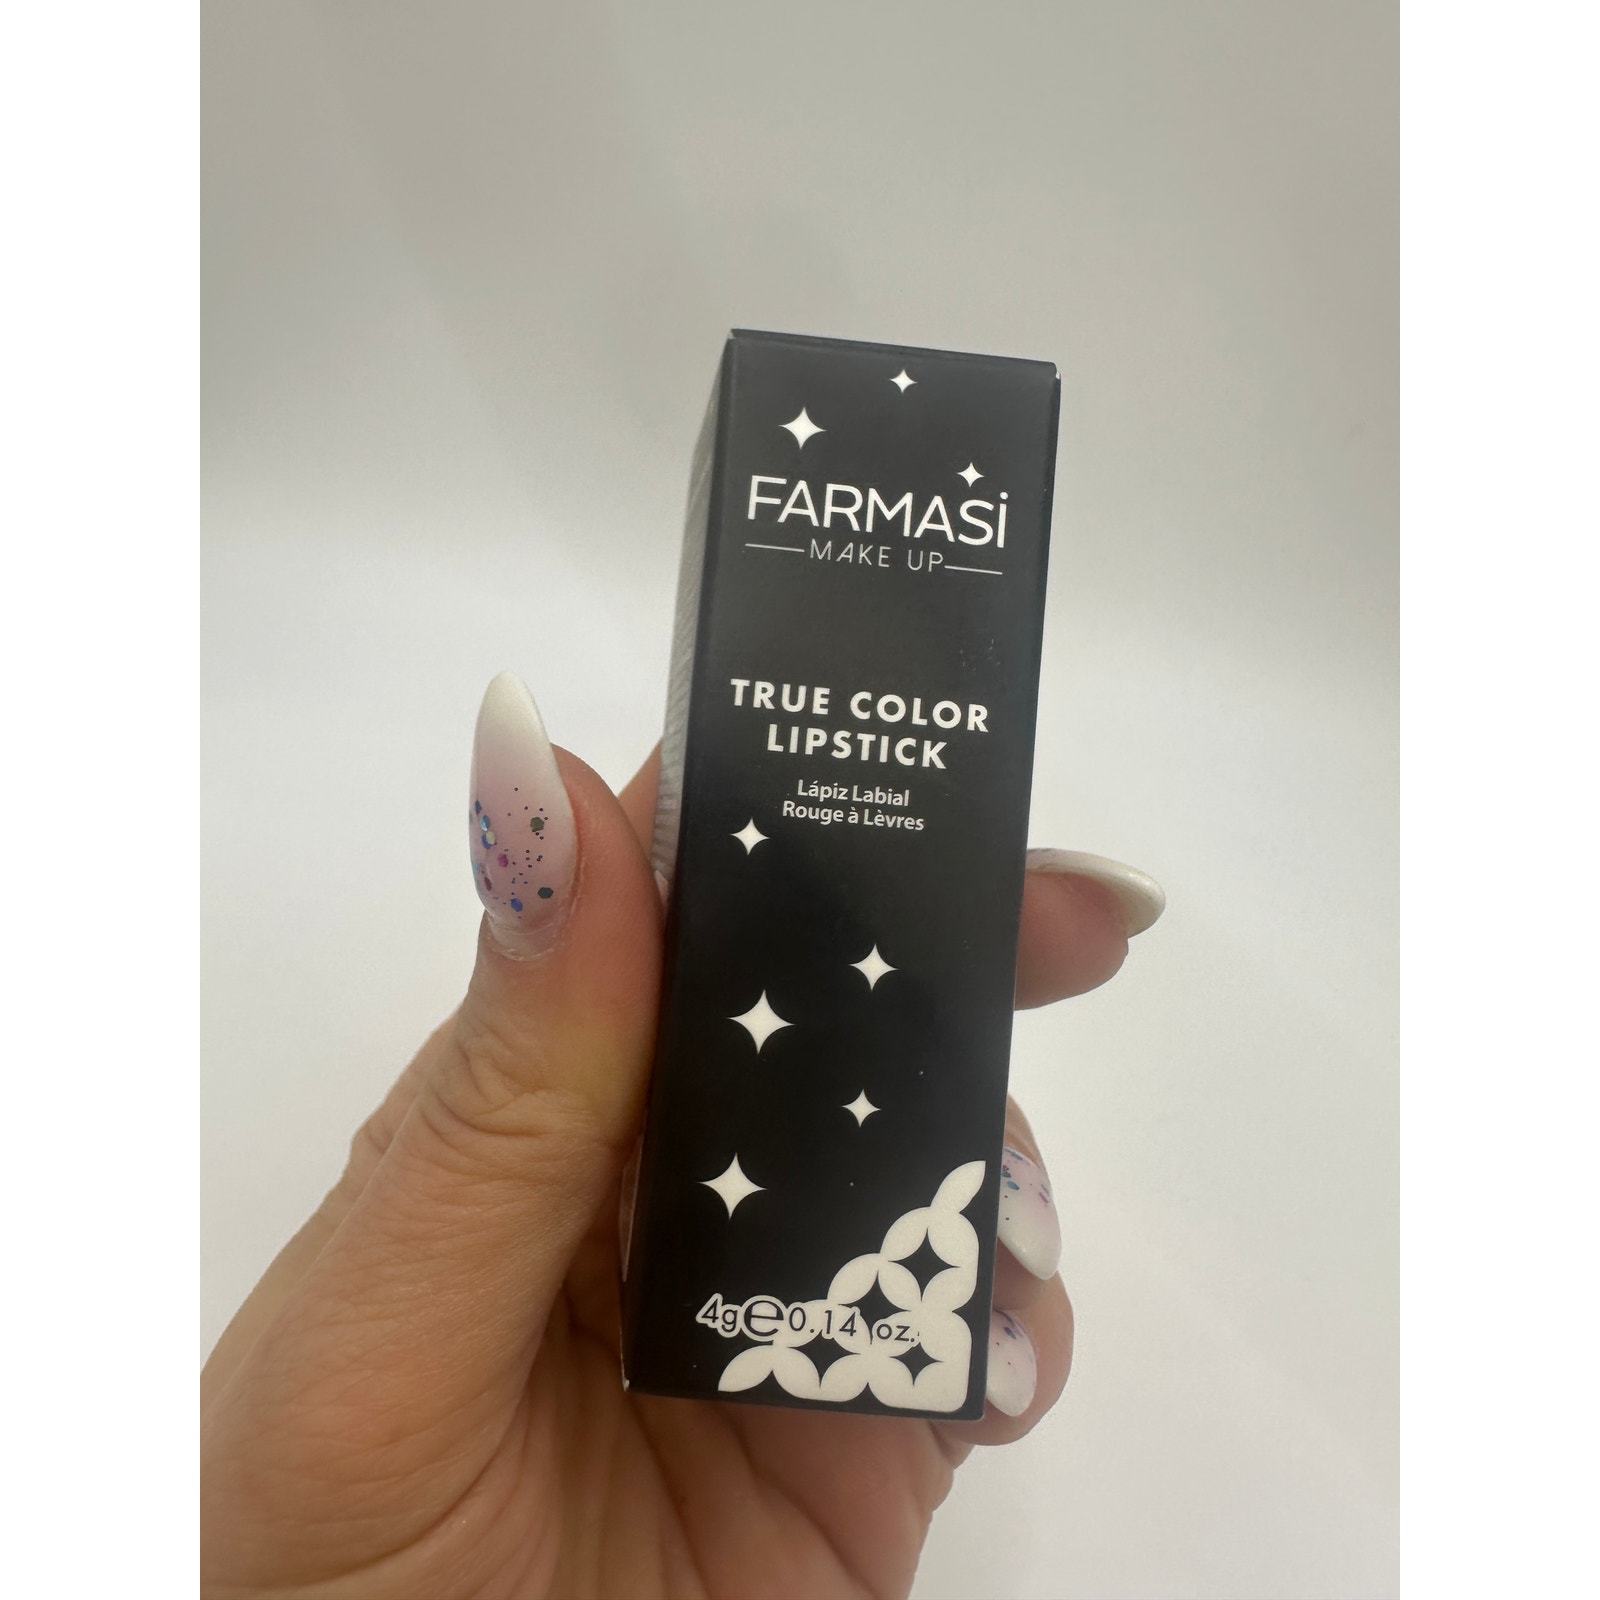 FARMASİ
MAKE UP
TRUE COLOR
LIPSTICK
Lápiz Labial
Rouge à Lèvres
4g℮0.14 oz.